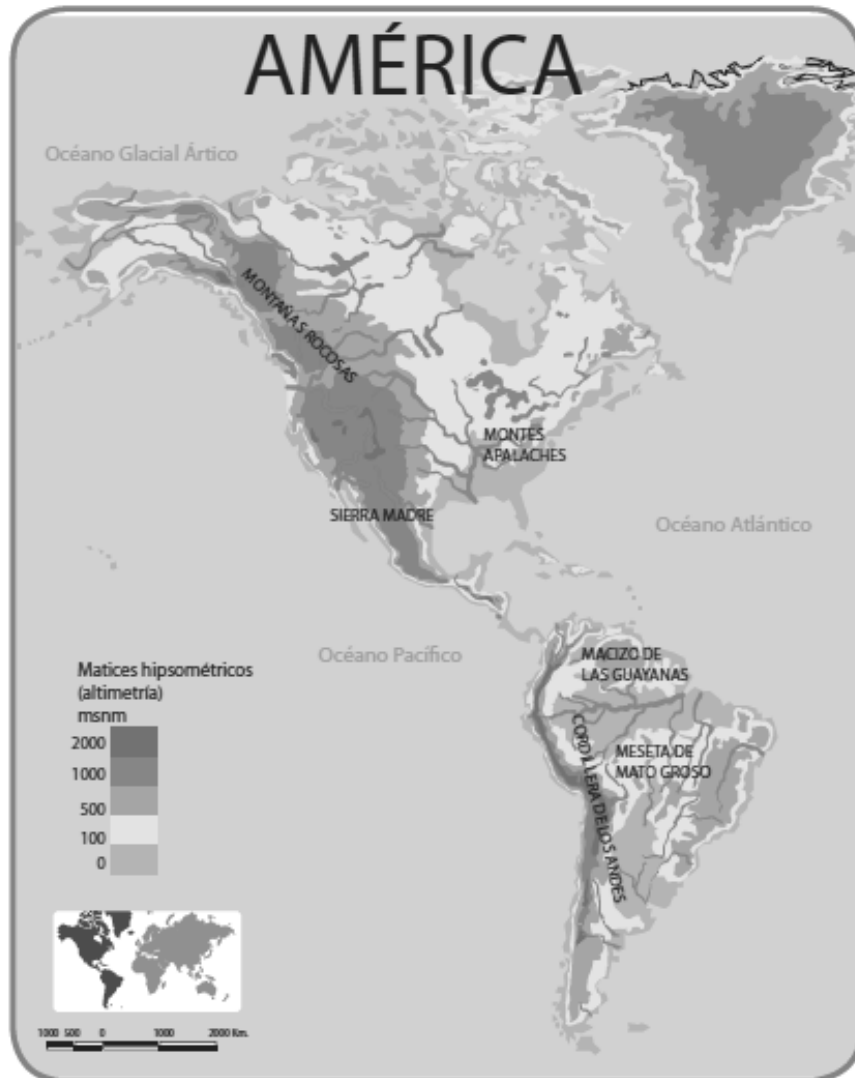 AMÉRICA
Océano Glacial Ártico
MONTAÑAS ROCOSAS
MONTES
APALACHES
SIERRA MADRE
Océano Atlántico
Océano Pacífico
MACIZO DE
LAS GUAYANAS
CORDILLERA DE LOS ANDES
MESETA DE
MATO GROSO
Matices hipsométricos
(altimetría)
msnm
2000
1000
500
100
0
1000 500 0 1000 2000 Km.